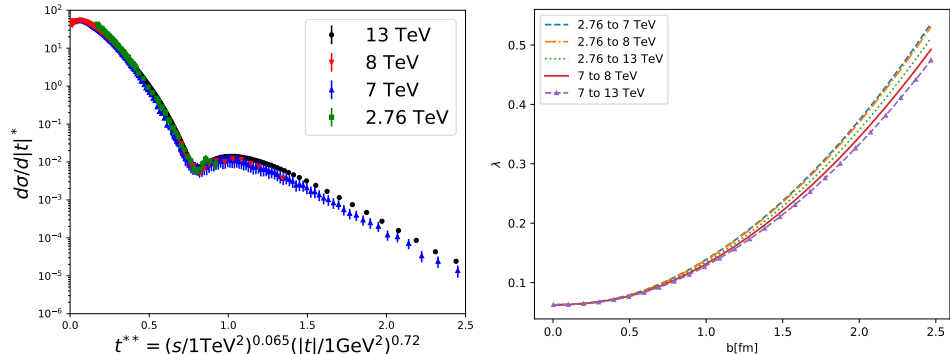 13 TeV
8 TeV
7 TeV
2.76 TeV
dσ/d|t|*
10²
10¹
10⁰
10⁻¹
10⁻²
10⁻³
10⁻⁴
10⁻⁵
10⁻⁶
0.0 0.5 1.0 1.5 2.0 2.5
t** = (s/1TeV²)^0.065(|t|/1GeV²)^0.72
2.76 to 7 TeV
2.76 to 8 TeV
2.76 to 13 TeV
7 to 8 TeV
7 to 13 TeV
λ
0.5
0.4
0.3
0.2
0.1
0.0 0.5 1.0 1.5 2.0 2.5
b[fm]